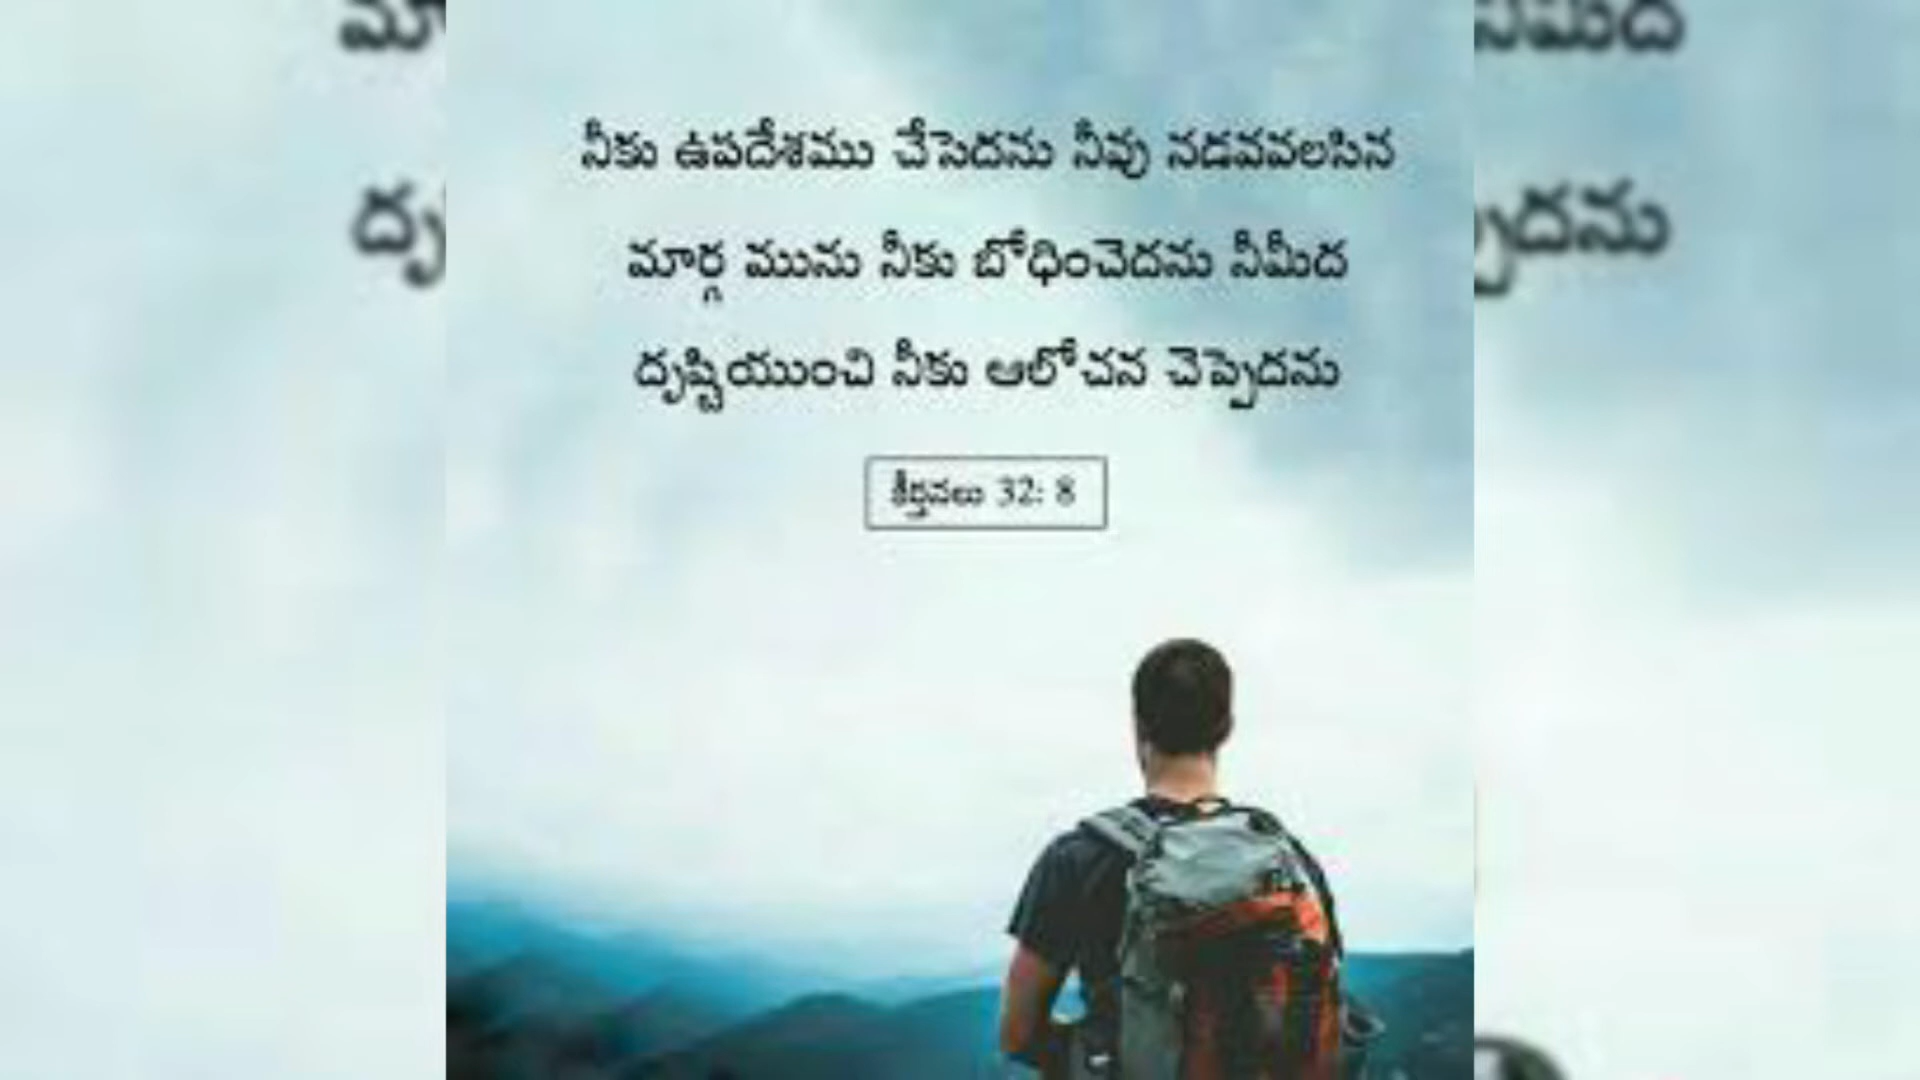 నీకు ఉపదేశము చేసెదను నీవు నడవవలసిన
మార్గ మును నీకు బోధించెదను నీమీద
దృష్టియుంచి నీకు ఆలోచన చెప్పెదను
కీర్తనలు 32: 8